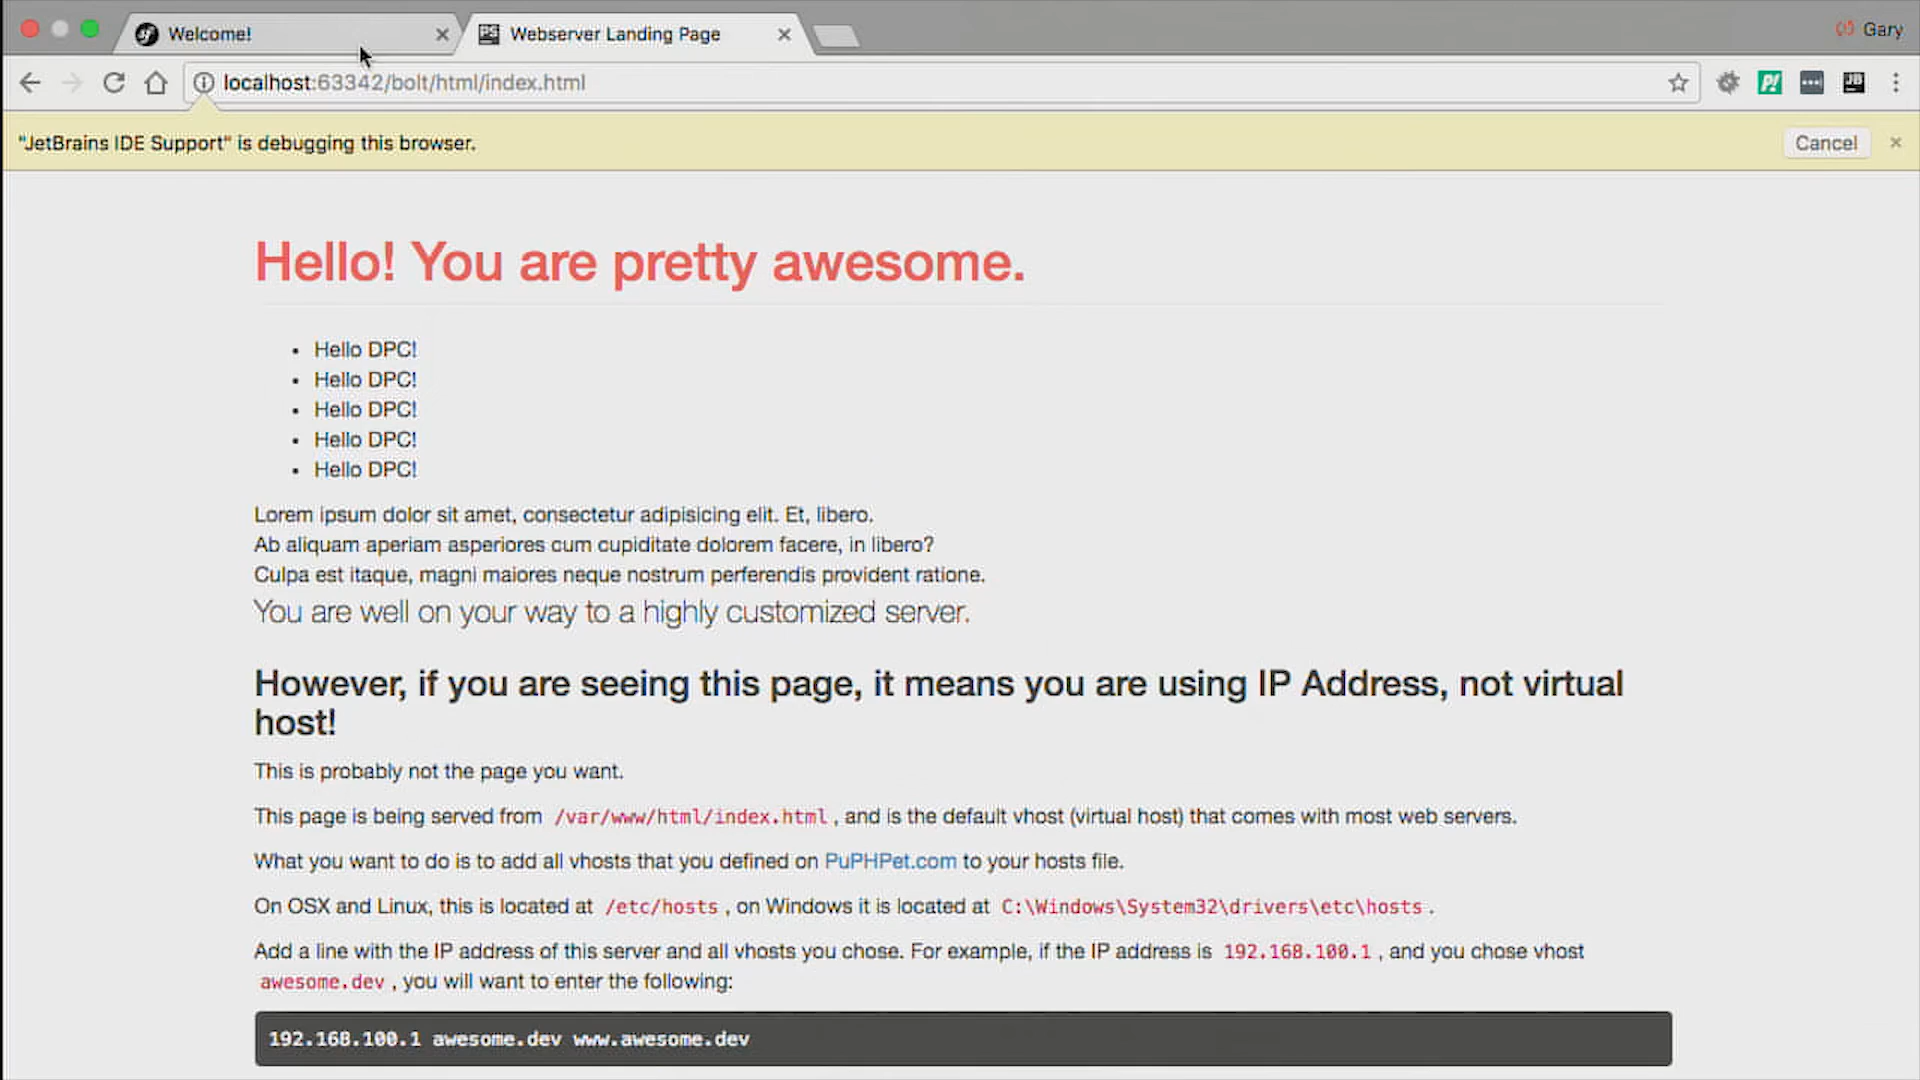 Welcome!
Webserver Landing Page
Gary
localhost:63342/bolt/html/index.html
"JetBrains IDE Support" is debugging this browser.
Cancel
Hello! You are pretty awesome.
• Hello DPC!
• Hello DPC!
• Hello DPC!
• Hello DPC!
• Hello DPC!
Lorem ipsum dolor sit amet, consectetur adipisicing elit. Et, libero.
Ab aliquam aperiam asperiores cum cupiditate dolorem facere, in libero?
Culpa est itaque, magni maiores neque nostrum perferendis provident ratione.
You are well on your way to a highly customized server.
However, if you are seeing this page, it means you are using IP Address, not virtual
host!
This is probably not the page you want.
This page is being served from /var/www/html/index.html , and is the default vhost (virtual host) that comes with most web servers.
What you want to do is to add all vhosts that you defined on PuPHPet.com to your hosts file.
On OSX and Linux, this is located at /etc/hosts , on Windows it is located at C:\Windows\System32\drivers\etc\hosts .
Add a line with the IP address of this server and all vhosts you chose. For example, if the IP address is 192.168.100.1 , and you chose vhost
awesome.dev , you will want to enter the following:
192.168.100.1 awesome.dev www.awesome.dev